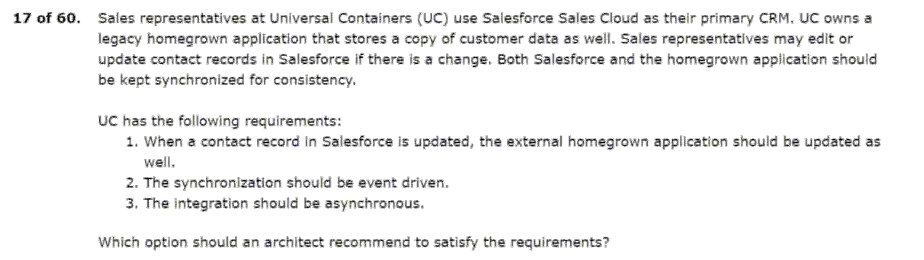 17 of 60. Sales representatives at Universal Containers (UC) use Salesforce Sales Cloud as their primary CRM. UC owns a
legacy homegrown application that stores a copy of customer data as well. Sales representatives may edit or
update contact records in Salesforce if there is a change. Both Salesforce and the homegrown application should
be kept synchronized for consistency.
UC has the following requirements:
1. When a contact record in Salesforce is updated, the external homegrown application should be updated as
well.
2. The synchronization should be event driven.
3. The integration should be asynchronous.
Which option should an architect recommend to satisfy the requirements?